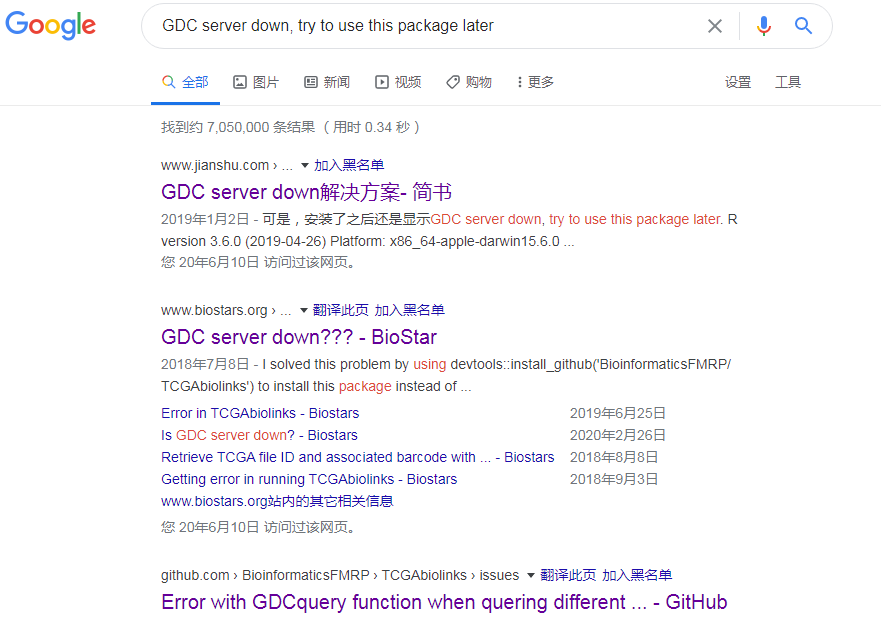 Google
GDC server down, try to use this package later
全部 图片 新闻 视频 购物 更多 设置 工具
找到约 7,050,000 条结果 （用时 0.34 秒）
www.jianshu.com › ... 加入黑名单
GDC server down解决方案- 简书
2019年1月2日 - 可是，安装了之后还是显示GDC server down, try to use this package later. R
version 3.6.0 (2019-04-26) Platform: x86_64-apple-darwin15.6.0 ...
您 20年6月10日 访问过该网页。
www.biostars.org › ... 翻译此页 加入黑名单
GDC server down??? - BioStar
2018年7月8日 - I solved this problem by using devtools::install_github('BioinformaticsFMRP/
TCGAbiolinks') to install this package instead of ...
Error in TCGAbiolinks - Biostars 2019年6月25日
Is GDC server down? - Biostars 2020年2月26日
Retrieve TCGA file ID and associated barcode with ... - Biostars 2018年8月8日
Getting error in running TCGAbiolinks - Biostars 2018年9月3日
www.biostars.org站内的其它相关信息
您 20年6月10日 访问过该网页。
github.com › BioinformaticsFMRP › TCGAbiolinks › issues 翻译此页 加入黑名单
Error with GDCquery function when quering different ... - GitHub